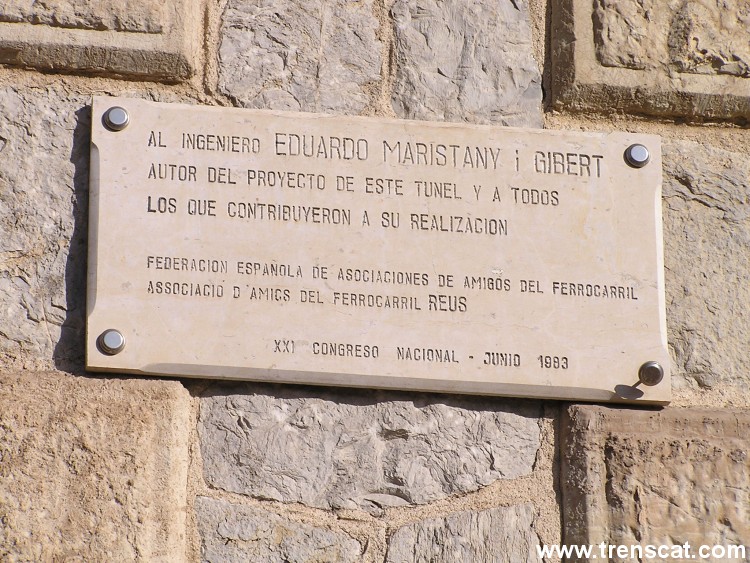 AL INGENIERO EDUARDO MARISTANY i GIBERT
AUTOR DEL PROYECTO DE ESTE TUNEL Y A TODOS
LOS QUE CONTRIBUYERON A SU REALIZACION
FEDERACION ESPAÑOLA DE ASOCIACIONES DE AMIGOS DEL FERROCARRIL
ASSOCIACIÓ D'AMICS DEL FERROCARRIL REUS
XXI CONGRESO NACIONAL - JUNIO 1983
www.trenscat.com